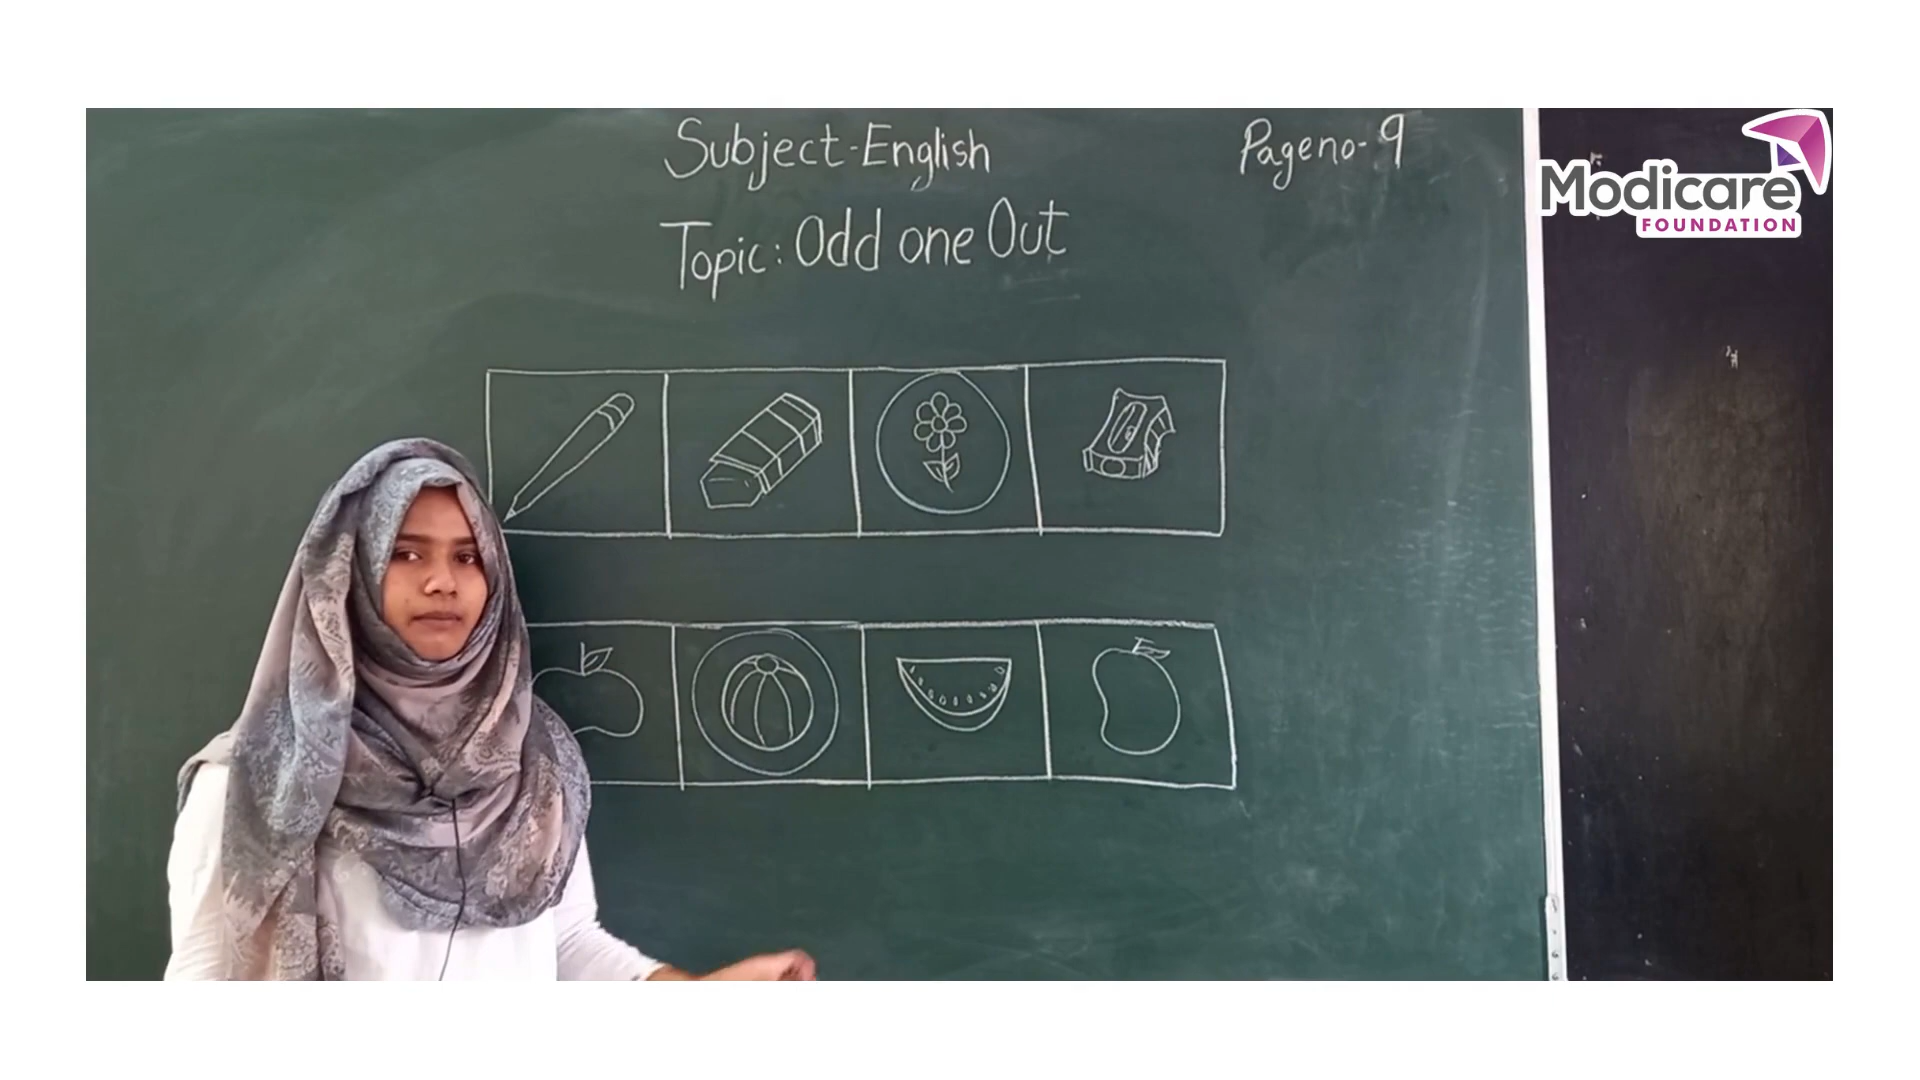 Subject-English
Pageno-9
Topic: Odd one Out
Modicare
FOUNDATION